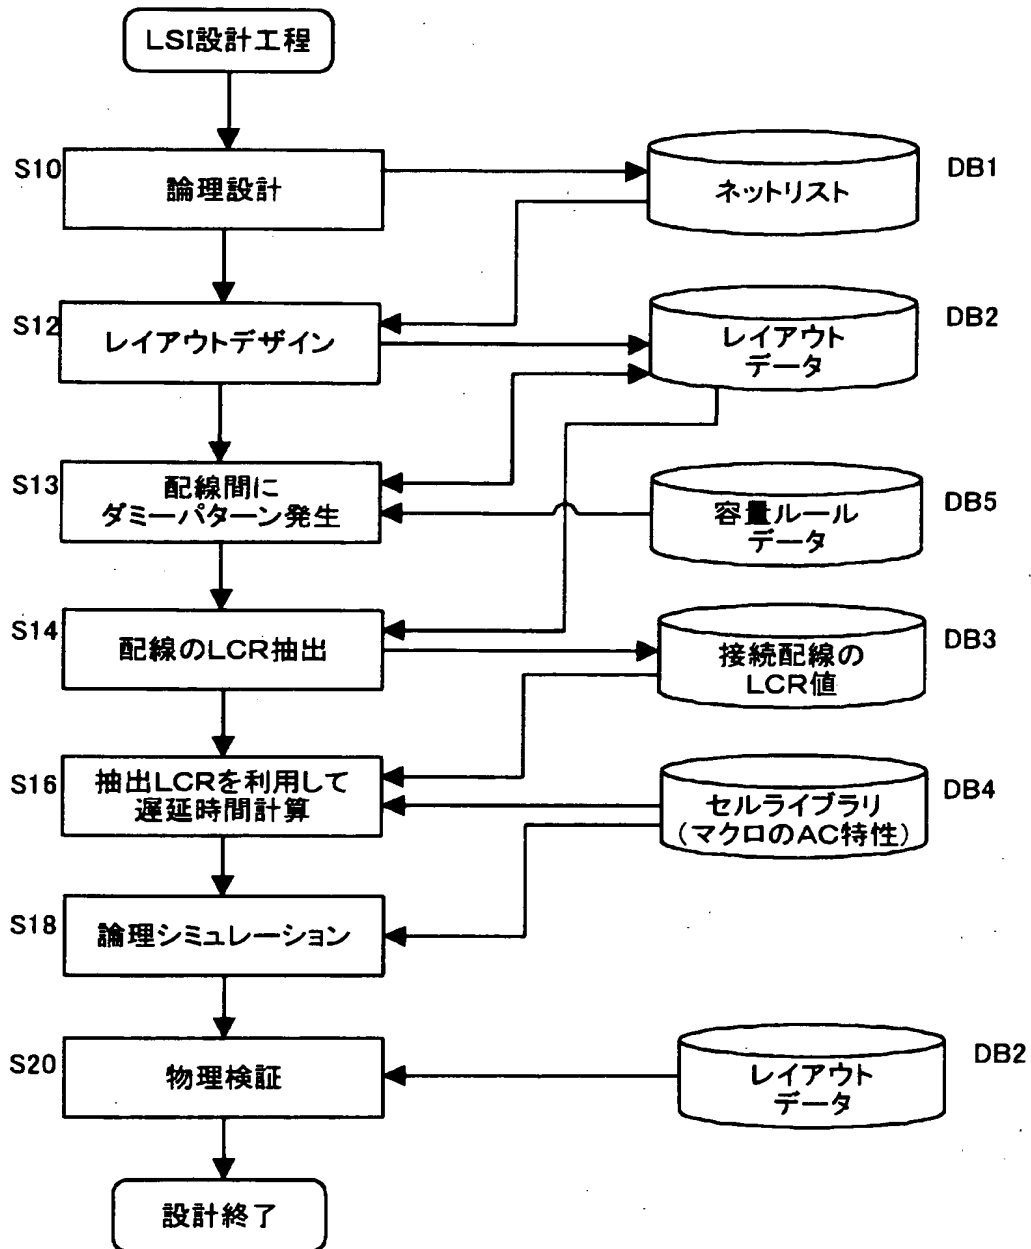 LSI設計工程
S10
論理設計
ネットリスト
DB1
S12
レイアウトデザイン
レイアウト
データ
DB2
S13
配線間に
ダミーパターン発生
容量ルール
データ
DB5
S14
配線のLCR抽出
接続配線の
LCR値
DB3
S16
抽出LCRを利用して
遅延時間計算
セルライブラリ
(マクロのAC特性)
DB4
S18
論理シミュレーション
S20
物理検証
レイアウト
データ
DB2
設計終了